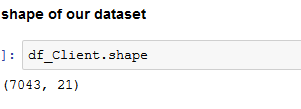 shape of our dataset
]: df_Client.shape
(7043, 21)